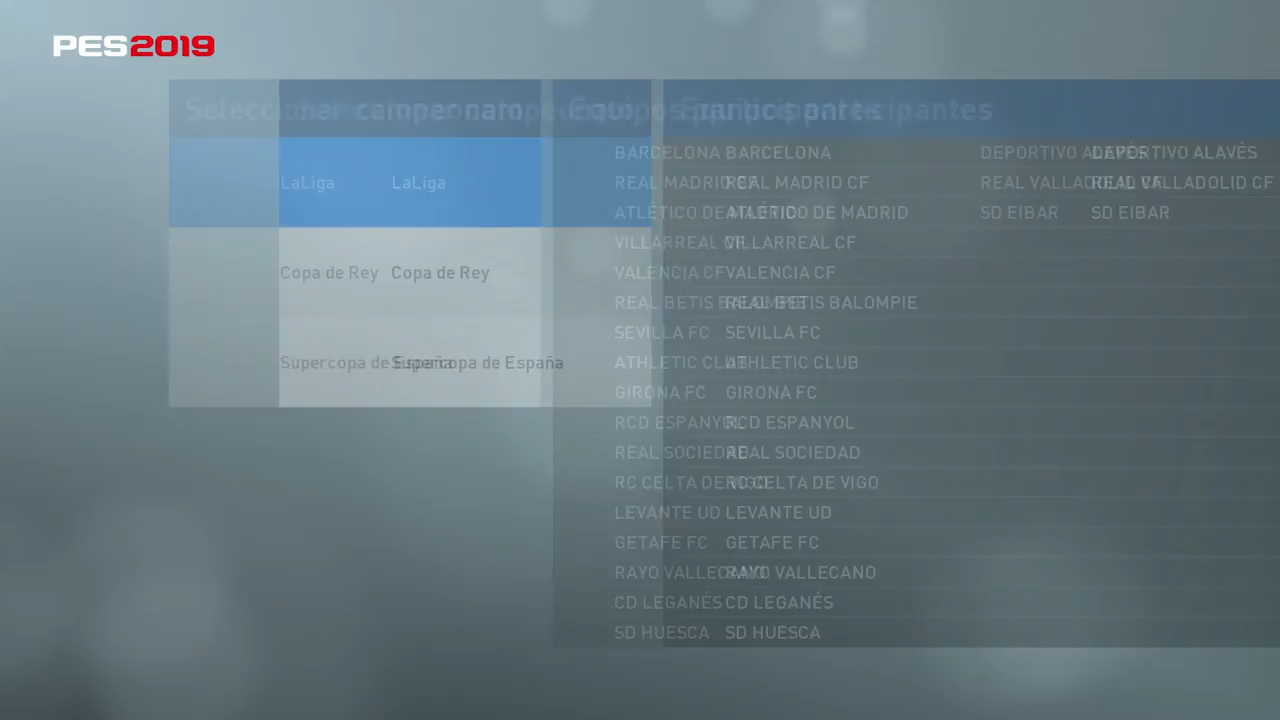 PES2019
Seleccionar campeonato
Equipos participantes
LaLiga
Copa de Rey
Supercopa de España
BARCELONA
REAL MADRID CF
ATLÉTICO DE MADRID
VILLARREAL CF
VALENCIA CF
REAL BETIS BALOMPIE
SEVILLA FC
ATHLETIC CLUB
GIRONA FC
RCD ESPANYOL
REAL SOCIEDAD
RC CELTA DE VIGO
LEVANTE UD
GETAFE FC
RAYO VALLECANO
CD LEGANÉS
SD HUESCA
DEPORTIVO ALAVÉS
REAL VALLADOLID CF
SD EIBAR